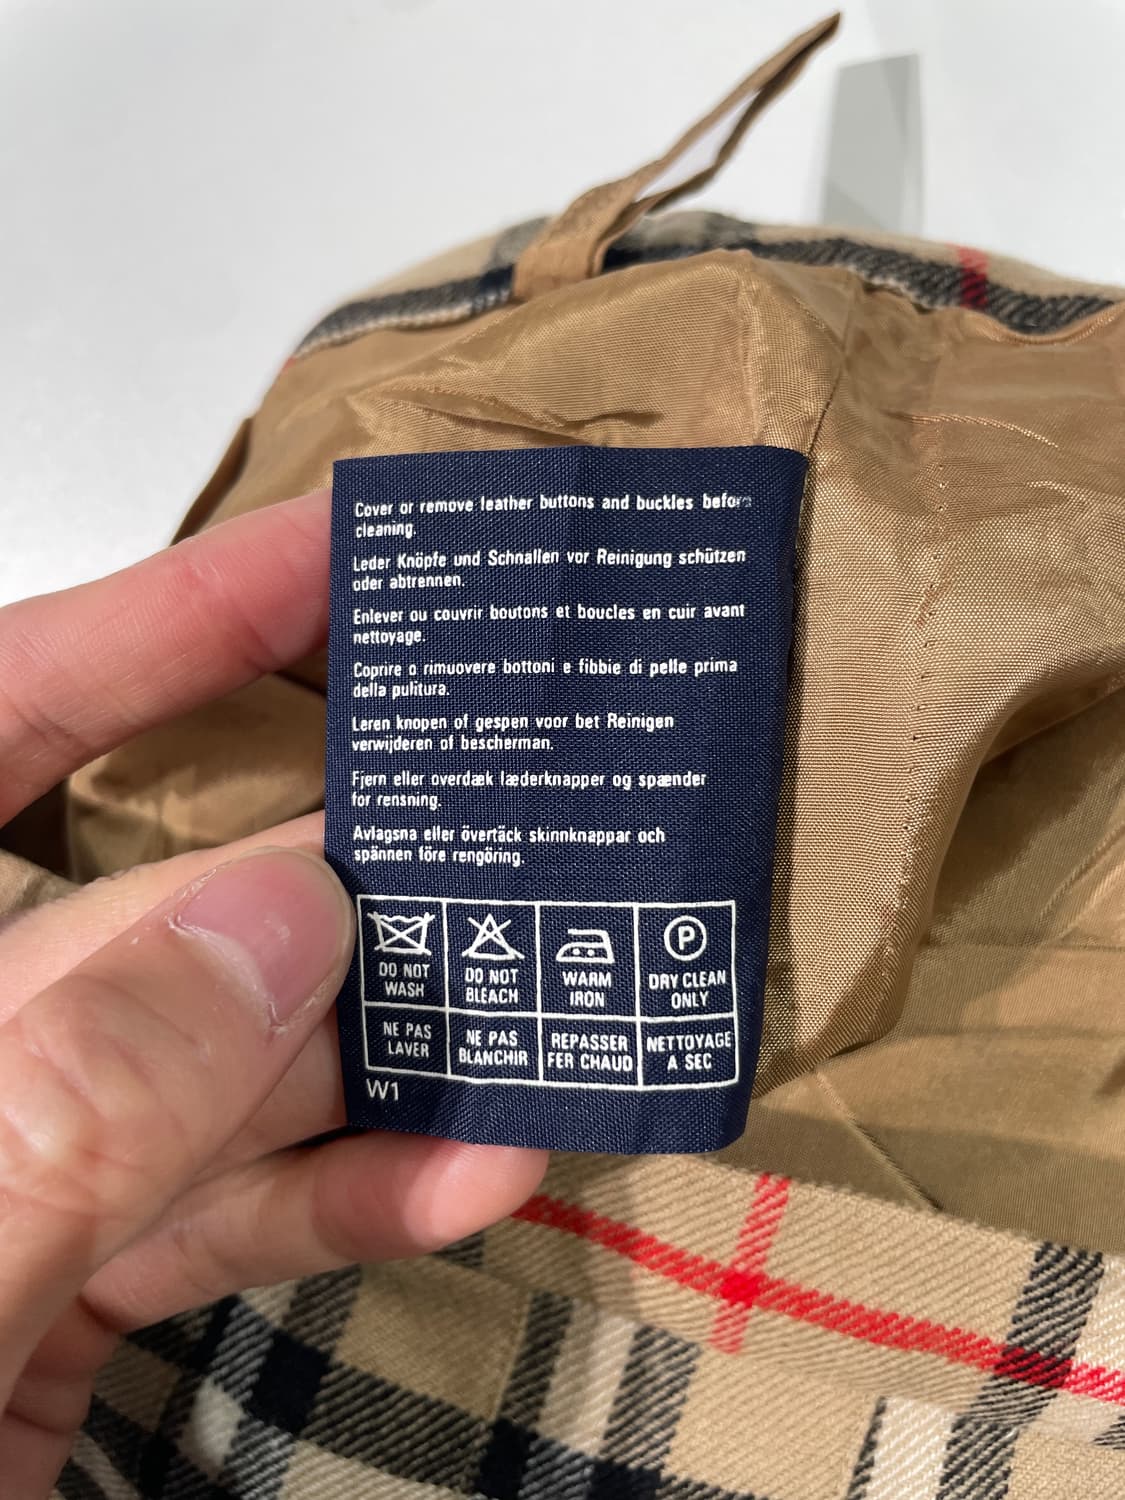 Cover or remove leather buttons and buckles before
cleaning.
Leder Knöpfe und Schnallen vor Reinigung schützen
oder abtrennen.
Enlever ou couvrir boutons et boucles en cuir avant
nettoyage.
Coprire o rimuovere bottoni e fibbie di pelle prima
della pulitura.
Leren knopen of gespen voor bet Reinigen
verwijderen of bescherman.
Fjern eller overdæk læderknapper og spænder
for rensning.
Avlagsna eller övertäck skinnknappar och
spännen före rengöring.
P
DO NOT
WASH
DO NOT
BLEACH
WARM
IRON
DRY CLEAN
ONLY
NE PAS
LAVER
NE PAS
BLANCHIR
REPASSER
FER CHAUD
NETTOYAGE
A SEC
W1